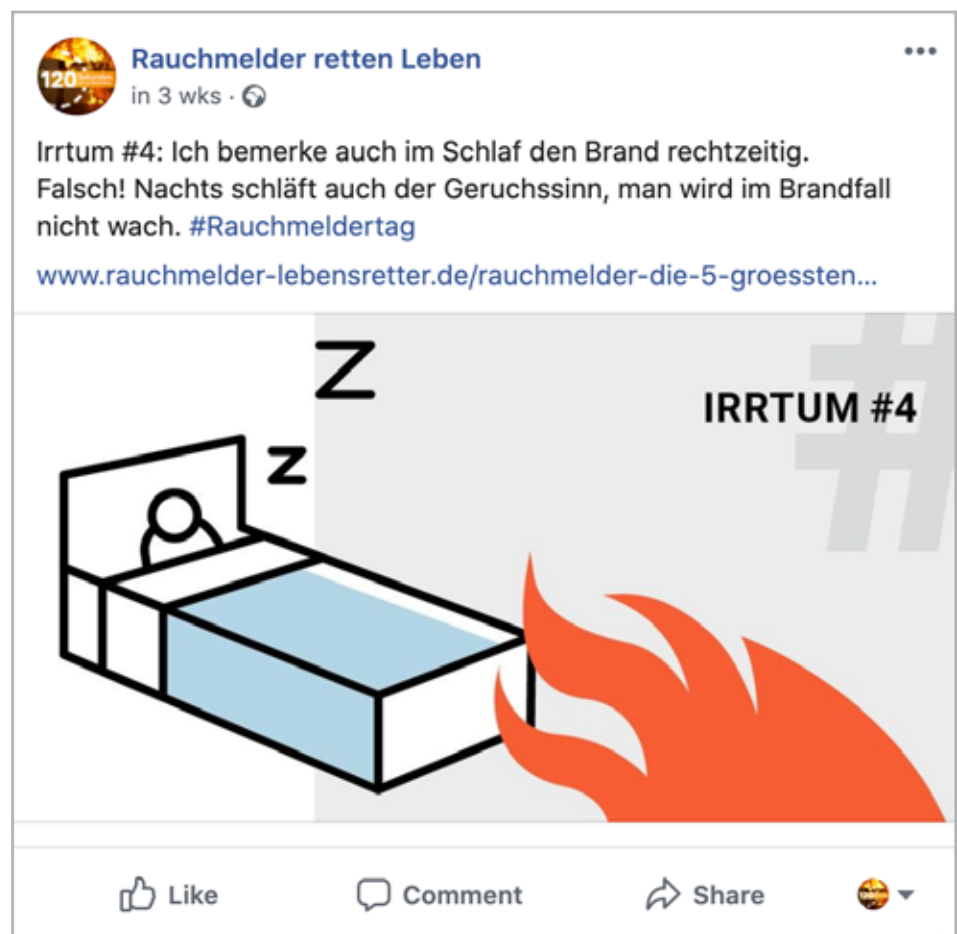 120
Rauchmelder retten Leben
in 3 wks ·
Irrtum #4: Ich bemerke auch im Schlaf den Brand rechtzeitig.
Falsch! Nachts schläft auch der Geruchssinn, man wird im Brandfall
nicht wach. #Rauchmeldertag
www.rauchmelder-lebensretter.de/rauchmelder-die-5-groessten...
Z
z
#
IRRTUM #4
Like
Comment
Share